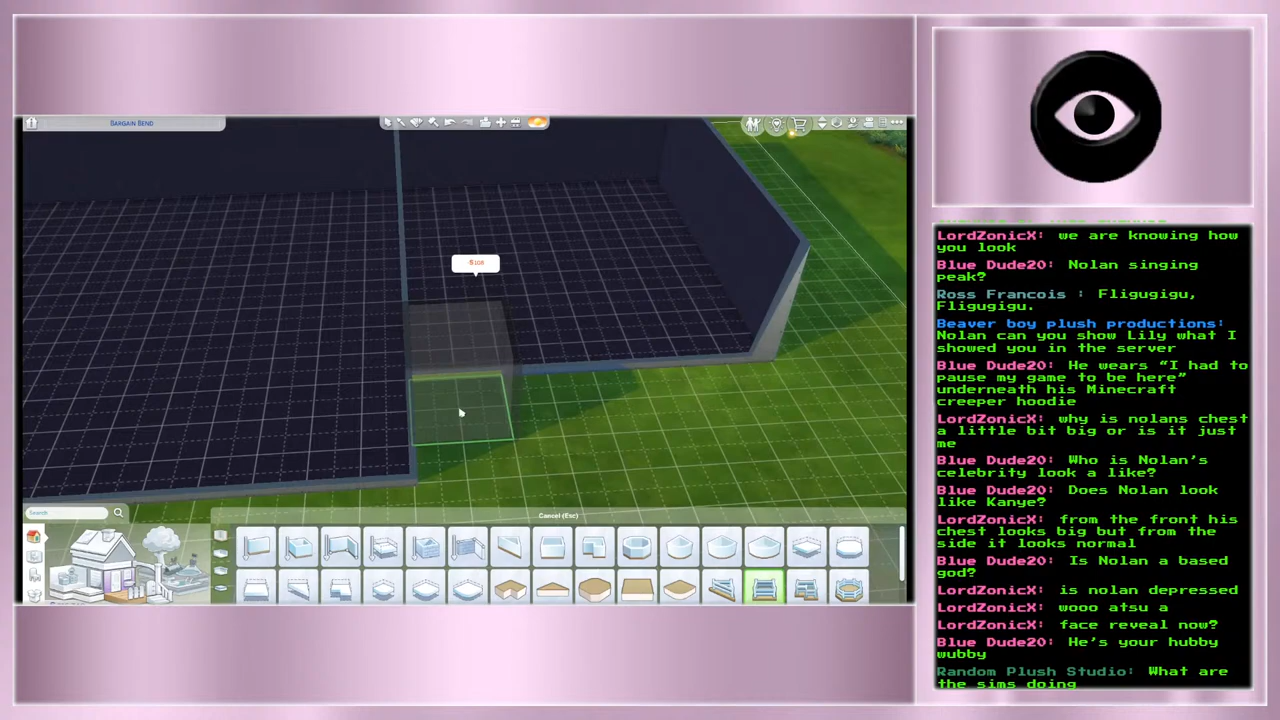 BARGAIN BEND
Cancel (Esc)
Search
LordZonicX: we are knowing how
you look
Blue Dude20: Nolan singing
peak?
Ross Francois : Fligugigu,
Fligugigu.
Beaver boy plush productions:
Nolan can you show Lily what I
showed you in the server
Blue Dude20: He wears “I had to
pause my game to be here”
underneath his Minecraft
creeper hoodie
LordZonicX: why is nolans chest
a little bit big or is it just
me
Blue Dude20: Who is Nolan’s
celebrity look a like?
Blue Dude20: Does Nolan look
like Kanye?
LordZonicX: from the front his
chest looks big but from the
side it looks normal
Blue Dude20: Is Nolan a based
god?
LordZonicX: is nolan depressed
LordZonicX: wooo atsu a
LordZonicX: face reveal now?
Blue Dude20: He’s your hubby
wubby
Random Plush Studio: What are
the sims doing